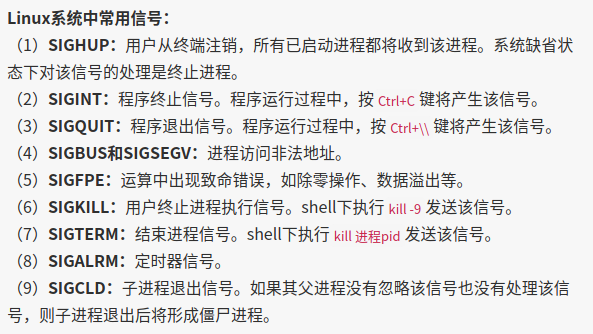 Linux系统中常用信号：
（1）SIGHUP：用户从终端注销，所有已启动进程都将收到该进程。系统缺省状
态下对该信号的处理是终止进程。
（2）SIGINT：程序终止信号。程序运行过程中，按 Ctrl+C 键将产生该信号。
（3）SIGQUIT：程序退出信号。程序运行过程中，按 Ctrl+\\ 键将产生该信号。
（4）SIGBUS和SIGSEGV：进程访问非法地址。
（5）SIGFPE：运算中出现致命错误，如除零操作、数据溢出等。
（6）SIGKILL：用户终止进程执行信号。shell下执行 kill -9 发送该信号。
（7）SIGTERM：结束进程信号。shell下执行 kill 进程pid 发送该信号。
（8）SIGALRM：定时器信号。
（9）SIGCLD：子进程退出信号。如果其父进程没有忽略该信号也没有处理该信
号，则子进程退出后将形成僵尸进程。